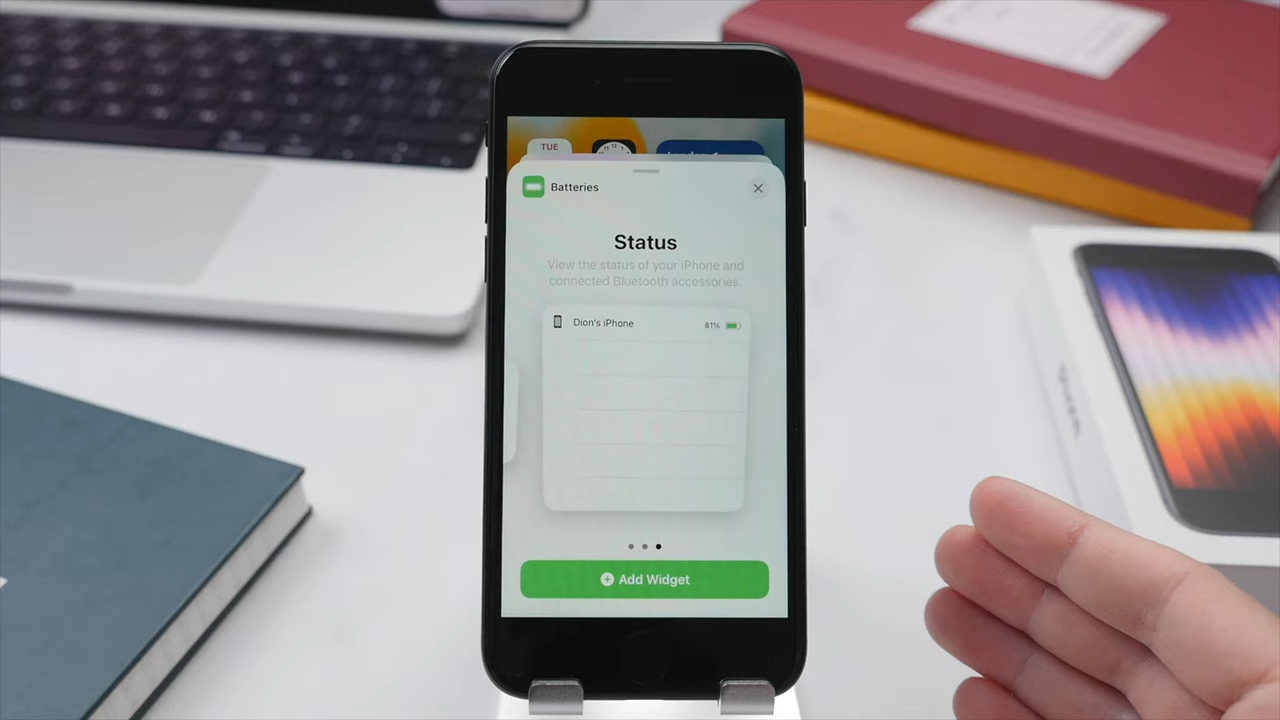 TUE
Batteries
Status
View the status of your iPhone and
connected Bluetooth accessories.
Dion's iPhone
81%
Add Widget